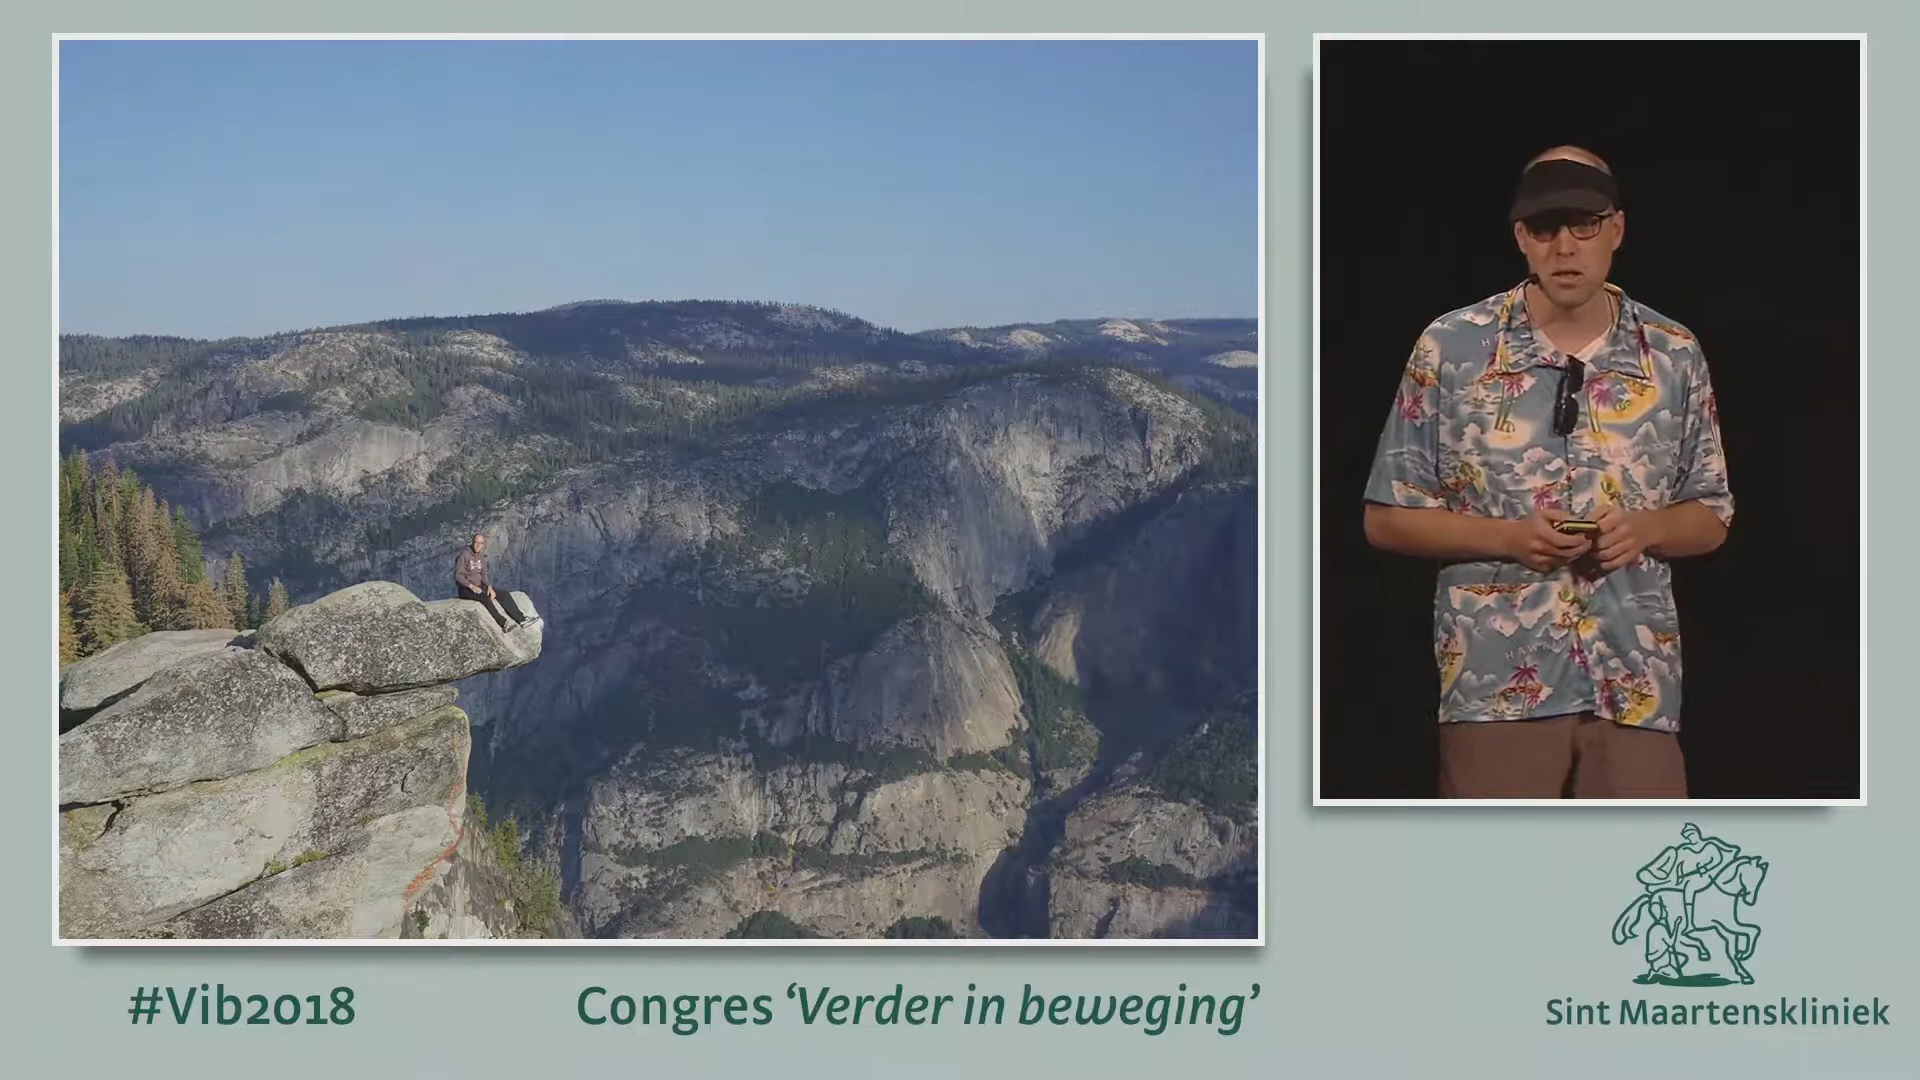 #Vib2018
Congres ‘Verder in beweging’
Sint Maartenskliniek